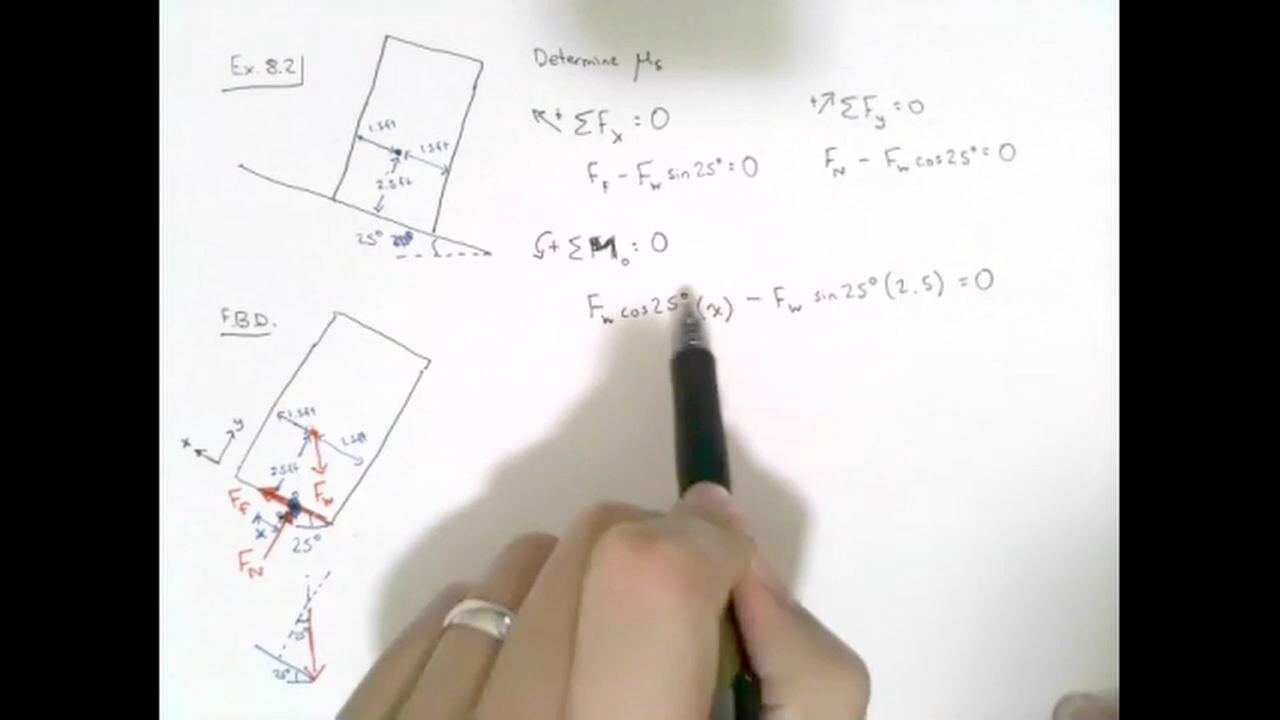 Ex. 8.2
1.5ft
1.5ft
2.5ft
25°
Determine μs
↖+ ΣFx = 0
FF - Fw sin 25° = 0
+↗ ΣFy = 0
FN - Fw cos 25° = 0
↺+ ΣMo = 0
Fw cos 25° (x) - Fw sin 25° (2.5) = 0
F.B.D.
y
x
1.5ft
1.5ft
2.5ft
FF
Fw
x
25°
FN
25°